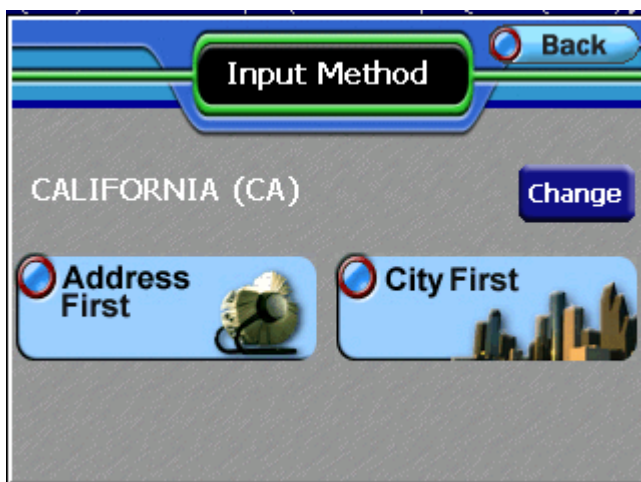 Back
Input Method
CALIFORNIA (CA)
Change
Address
First
City First